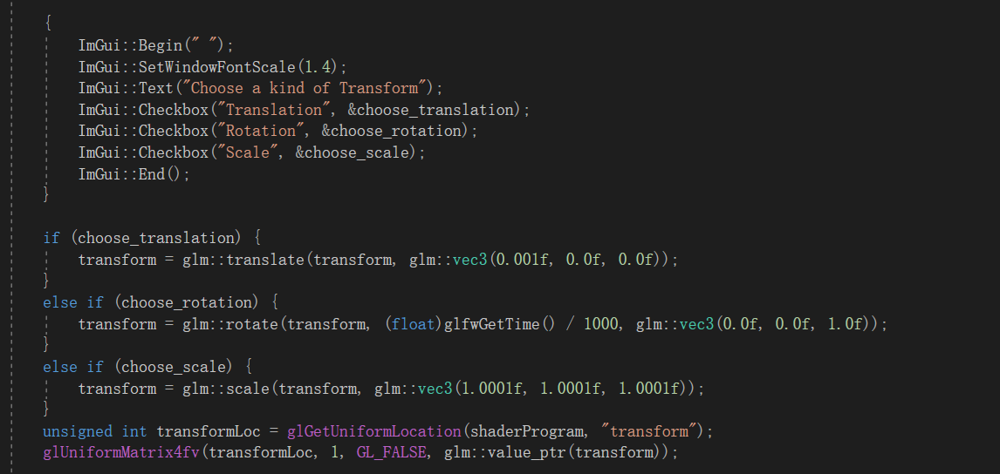 {
ImGui::Begin(" ");
ImGui::SetWindowFontScale(1.4);
ImGui::Text("Choose a kind of Transform");
ImGui::Checkbox("Translation", &choose_translation);
ImGui::Checkbox("Rotation", &choose_rotation);
ImGui::Checkbox("Scale", &choose_scale);
ImGui::End();
}
if (choose_translation) {
transform = glm::translate(transform, glm::vec3(0.001f, 0.0f, 0.0f));
}
else if (choose_rotation) {
transform = glm::rotate(transform, (float)glfwGetTime() / 1000, glm::vec3(0.0f, 0.0f, 1.0f));
}
else if (choose_scale) {
transform = glm::scale(transform, glm::vec3(1.0001f, 1.0001f, 1.0001f));
}
unsigned int transformLoc = glGetUniformLocation(shaderProgram, "transform");
glUniformMatrix4fv(transformLoc, 1, GL_FALSE, glm::value_ptr(transform));